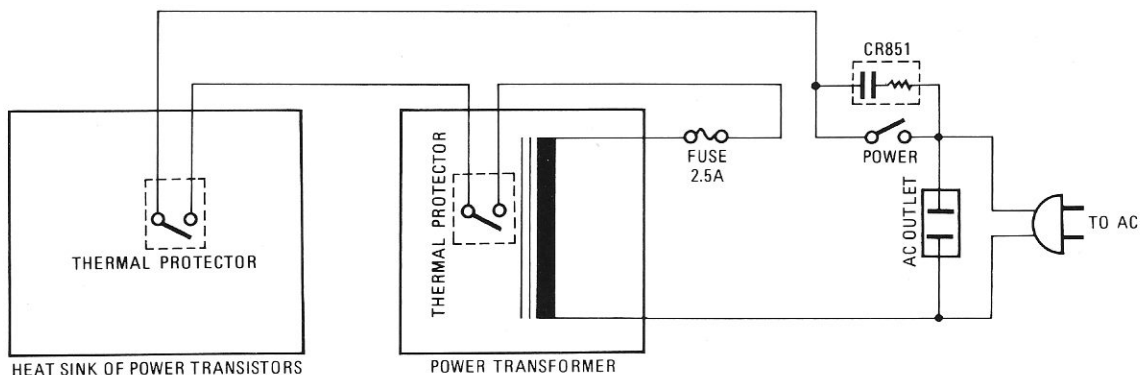 CR851
POWER
FUSE
2.5A
THERMAL PROTECTOR
THERMAL PROTECTOR
AC OUTLET
TO AC
HEAT SINK OF POWER TRANSISTORS
POWER TRANSFORMER